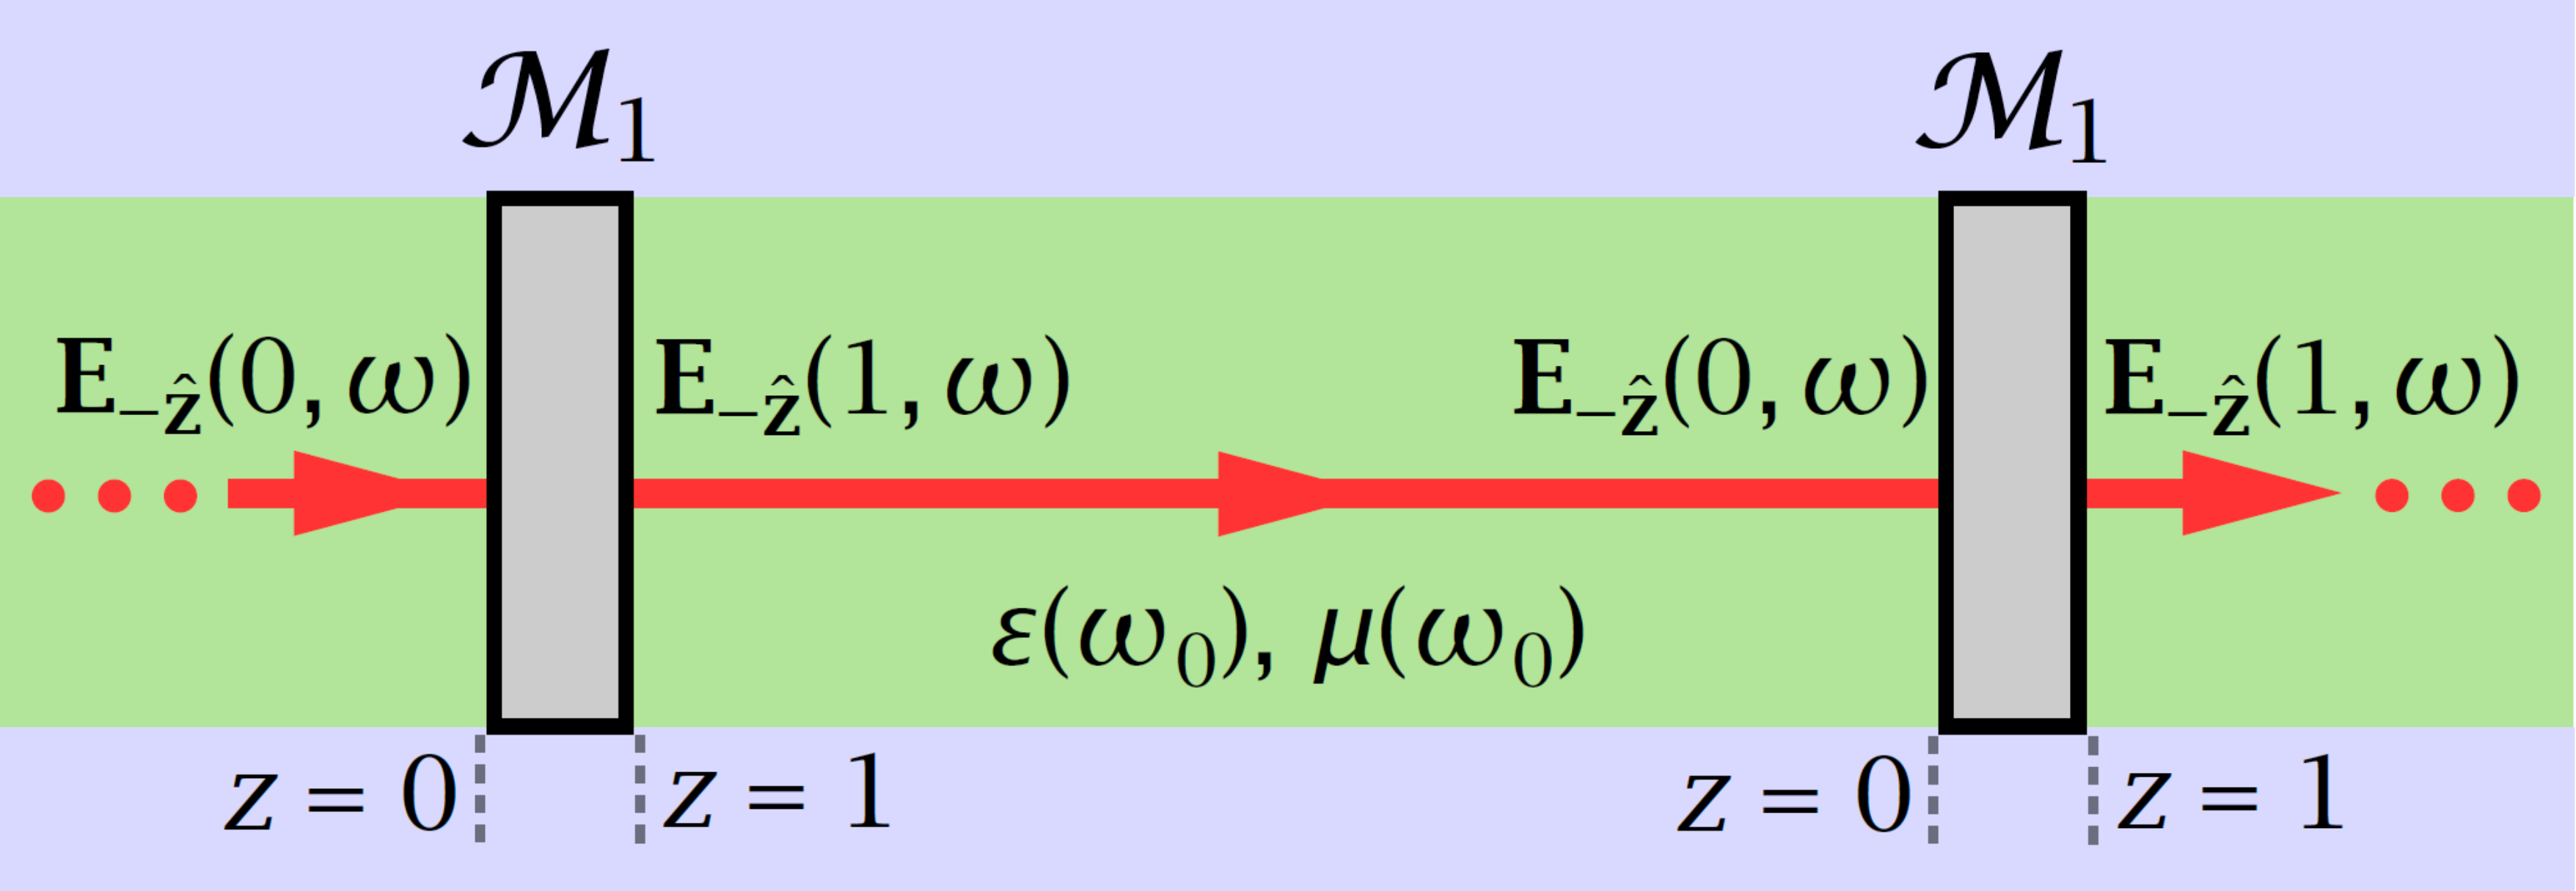 ℳ₁ ℳ₁
𝐄₋𝐳̂(0, ω) 𝐄₋𝐳̂(1, ω) 𝐄₋𝐳̂(0, ω) 𝐄₋𝐳̂(1, ω)
ε(ω₀), μ(ω₀)
z = 0 z = 1 z = 0 z = 1